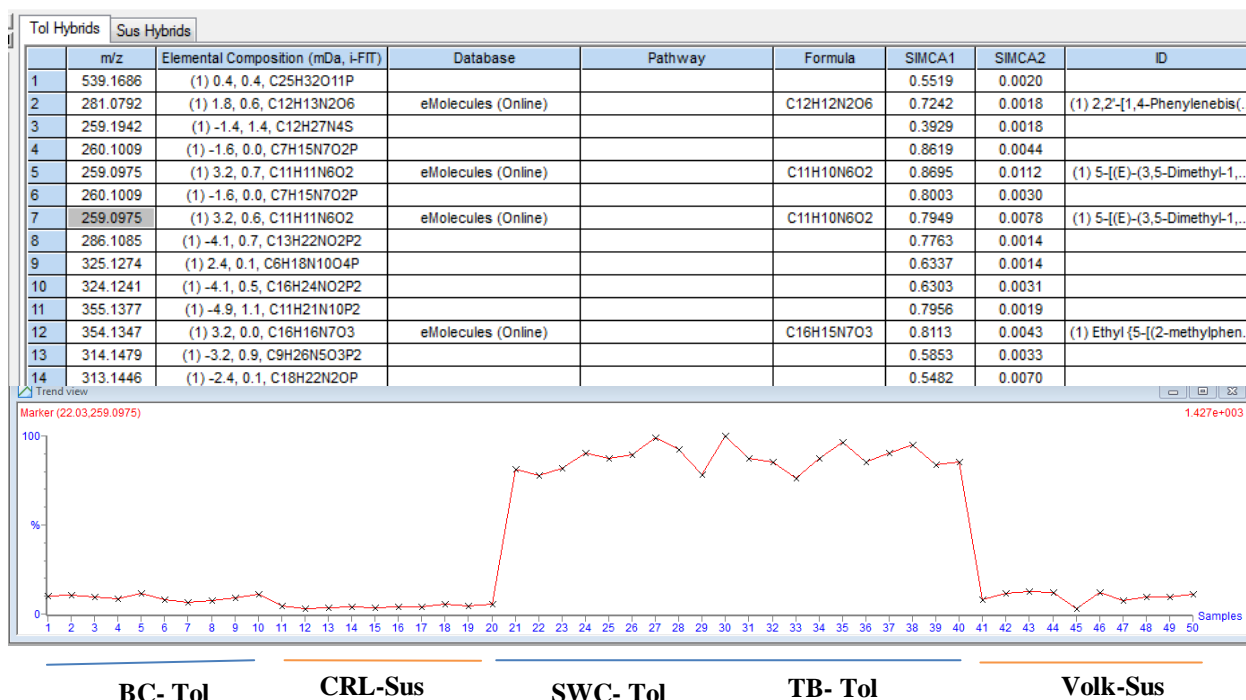 Tol Hybrids Sus Hybrids
m/z Elemental Composition (mDa, i-FIT) Database Pathway Formula SIMCA1 SIMCA2 ID
1 539.1686 (1) 0.4, 0.4, C25H32O11P 0.5519 0.0020
2 281.0792 (1) 1.8, 0.6, C12H13N2O6 eMolecules (Online) C12H12N2O6 0.7242 0.0018 (1) 2,2'-[1,4-Phenylenebis(..
3 259.1942 (1) -1.4, 1.4, C12H27N4S 0.3929 0.0018
4 260.1009 (1) -1.6, 0.0, C7H15N7O2P 0.8619 0.0044
5 259.0975 (1) 3.2, 0.7, C11H11N6O2 eMolecules (Online) C11H10N6O2 0.8695 0.0112 (1) 5-[(E)-(3,5-Dimethyl-1,...
6 260.1009 (1) -1.6, 0.0, C7H15N7O2P 0.8003 0.0030
7 259.0975 (1) 3.2, 0.6, C11H11N6O2 eMolecules (Online) C11H10N6O2 0.7949 0.0078 (1) 5-[(E)-(3,5-Dimethyl-1,...
8 286.1085 (1) -4.1, 0.7, C13H22NO2P2 0.7763 0.0014
9 325.1274 (1) 2.4, 0.1, C6H18N10O4P 0.6337 0.0014
10 324.1241 (1) -4.1, 0.5, C16H24NO2P2 0.6303 0.0031
11 355.1377 (1) -4.9, 1.1, C11H21N10P2 0.7956 0.0019
12 354.1347 (1) 3.2, 0.0, C16H16N7O3 eMolecules (Online) C16H15N7O3 0.8113 0.0043 (1) Ethyl {5-[(2-methylphen..
13 314.1479 (1) -3.2, 0.9, C9H26N5O3P2 0.5853 0.0033
14 313.1446 (1) -2.4, 0.1, C18H22N2OP 0.5482 0.0070
Trend view
Marker (22.03,259.0975) 1.427e+003
100
%
0
1 2 3 4 5 6 7 8 9 10 11 12 13 14 15 16 17 18 19 20 21 22 23 24 25 26 27 28 29 30 31 32 33 34 35 36 37 38 39 40 41 42 43 44 45 46 47 48 49 50 Samples
BC- Tol CRL-Sus SWC- Tol TB- Tol Volk-Sus